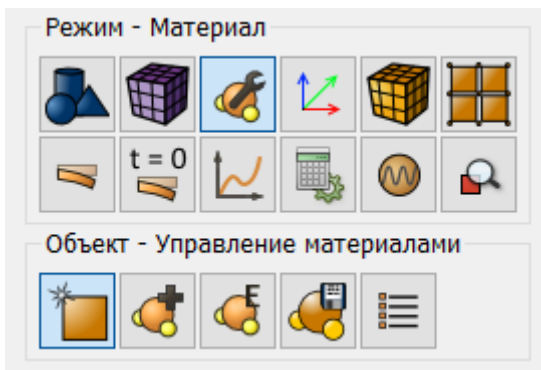 Режим - Материал
t = 0
Объект - Управление материалами
E